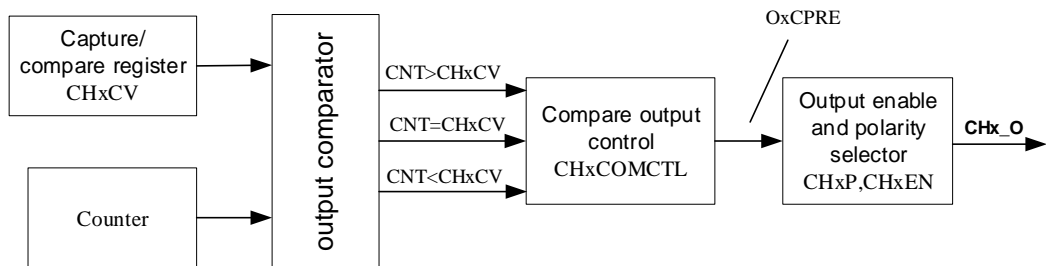 OxCPRE
Capture/
compare register
CHxCV
output comparator
CNT>CHxCV
CNT=CHxCV
CNT<CHxCV
Compare output
control
CHxCOMCTL
Output enable
and polarity
selector
CHxP,CHxEN
CHx_O
Counter